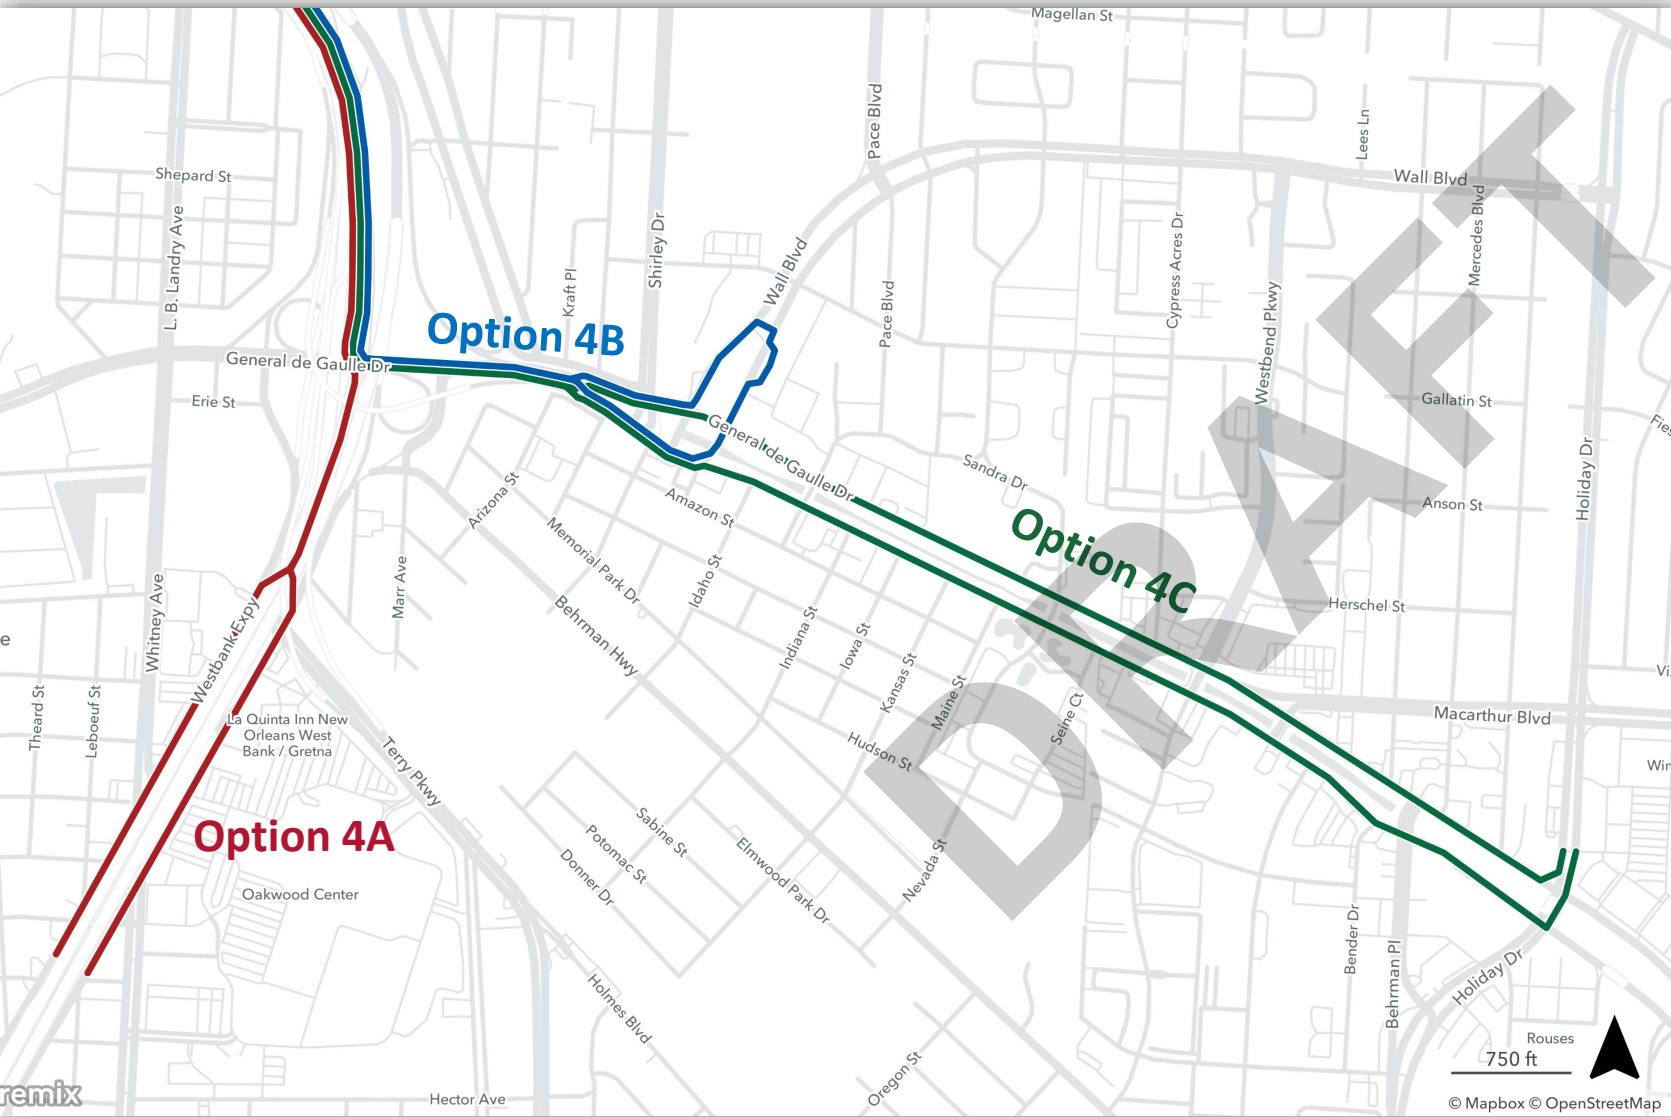 Magellan St
Pace Blvd
Lees Ln
Shepard St
Wall Blvd
Mercedes Blvd
L. B. Landry Ave
Shirley Dr
Cypress Acres Dr
Wall Blvd
Kraft Pl
Pace Blvd
Westbend Pkwy
Option 4B
General de Gaulle Dr
Erie St
Gallatin St
General de Gaulle Dr
Holiday Dr
Sandra Dr
Arizona St
Amazon St
Anson St
Option 4C
DRAFT
Memorial Park Dr
Idaho St
Marr Ave
Whitney Ave
Westbank Expy
Behrman Hwy
Indiana St
Iowa St
Herschel St
e
Kansas St
Maine St
Seine Ct
Vi
Theard St
Leboeuf St
La Quinta Inn New
Orleans West
Bank / Gretna
Macarthur Blvd
Hudson St
Terry Pkwy
Option 4A
Sabine St
Potomac St
Donner Dr
Elmwood Park Dr
Nevada St
Oakwood Center
Bender Dr
Behrman Pl
Holiday Dr
Holmes Blvd
Rouses
750 ft
Oregon St
remix
Hector Ave
© Mapbox © OpenStreetMap